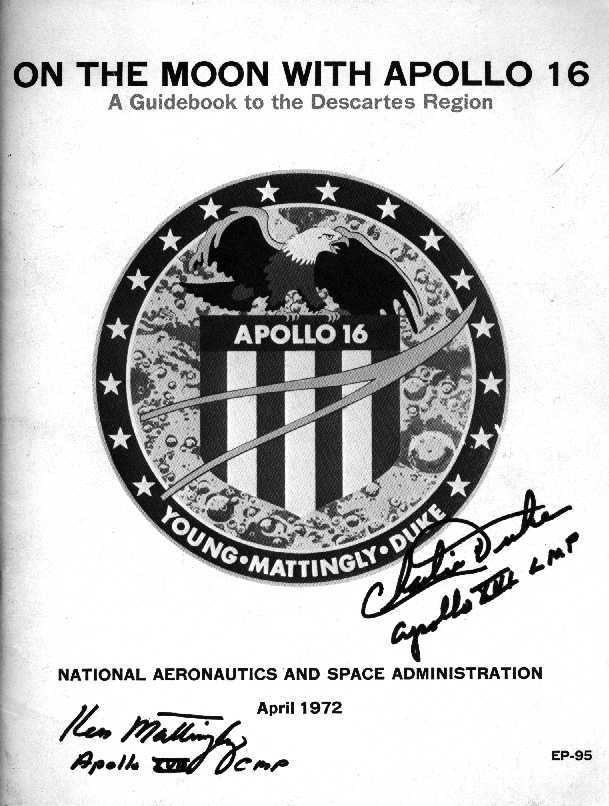 ON THE MOON WITH APOLLO 16
A Guidebook to the Descartes Region
APOLLO 16
YOUNG•MATTINGLY•DUKE
Charlie Duke
Apollo XVI LMP
NATIONAL AERONAUTICS AND SPACE ADMINISTRATION
April 1972
Ken Mattingly
Apollo XVI CMP
EP-95